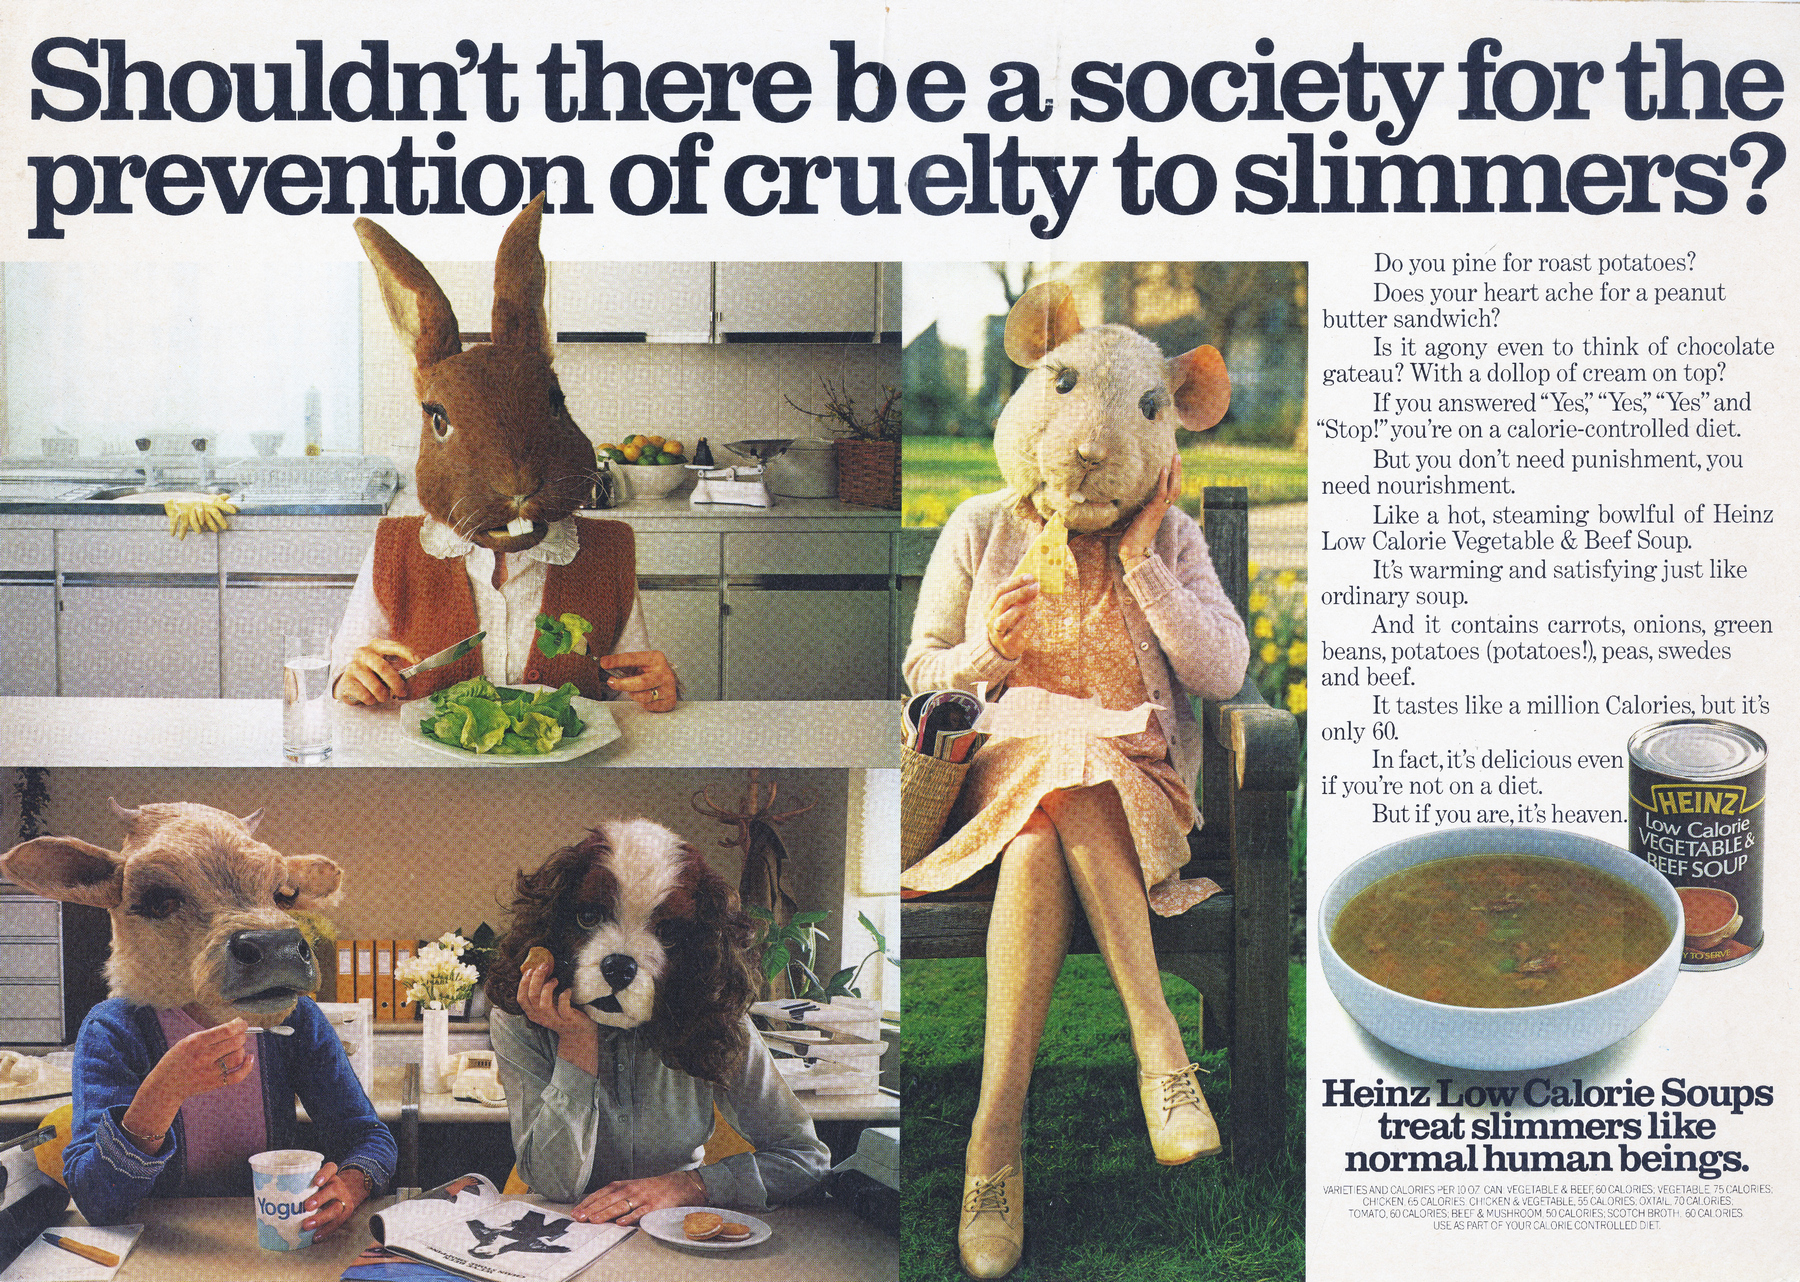 Shouldn't there be a society for the
prevention of cruelty to slimmers?
Do you pine for roast potatoes?
Does your heart ache for a peanut
butter sandwich?
Is it agony even to think of chocolate
gateau? With a dollop of cream on top?
If you answered “Yes,” “Yes,” “Yes” and
“Stop!” you're on a calorie-controlled diet.
But you don't need punishment, you
need nourishment.
Like a hot, steaming bowlful of Heinz
Low Calorie Vegetable & Beef Soup.
It's warming and satisfying just like
ordinary soup.
And it contains carrots, onions, green
beans, potatoes (potatoes!), peas, swedes
and beef.
It tastes like a million Calories, but it's
only 60.
In fact, it's delicious even
if you're not on a diet.
But if you are, it's heaven.
HEINZ
Low Calorie
VEGETABLE &
BEEF SOUP
Y TO SERVE
Yogu
Heinz Low Calorie Soups
treat slimmers like
normal human beings.
VARIETIES AND CALORIES PER 10 OZ. CAN: VEGETABLE & BEEF, 60 CALORIES; VEGETABLE, 75 CALORIES;
CHICKEN, 65 CALORIES; CHICKEN & VEGETABLE, 55 CALORIES; OXTAIL, 70 CALORIES;
TOMATO, 60 CALORIES; BEEF & MUSHROOM, 50 CALORIES; SCOTCH BROTH, 60 CALORIES.
USE AS PART OF YOUR CALORIE CONTROLLED DIET.